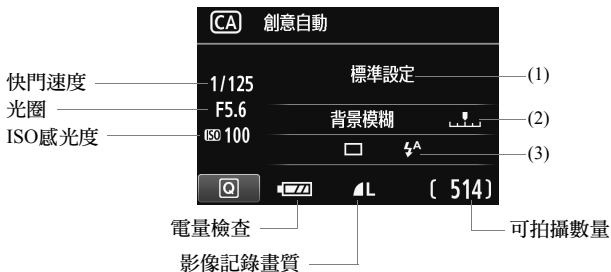 CA 創意自動
快門速度 1/125 標準設定 (1)
光圈 F5.6 背景模糊 (2)
ISO感光度 ISO 100 A (3)
Q L ( 514)
電量檢查 可拍攝數量
影像記錄畫質